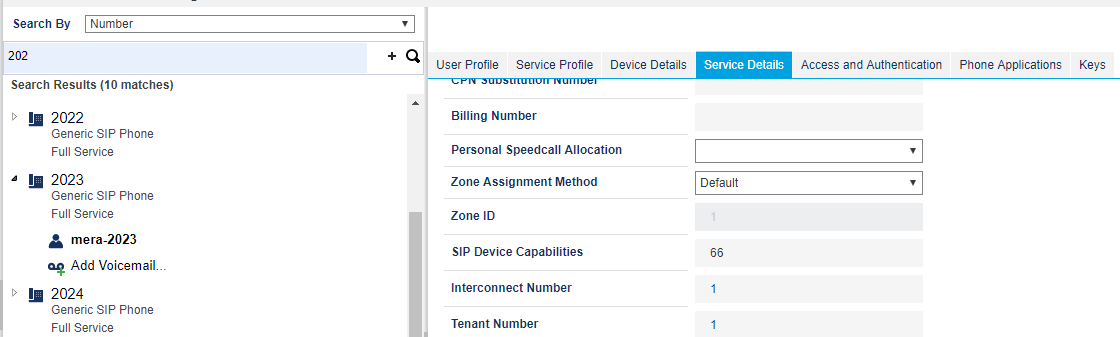 Search By
Number
202
+
Search Results (10 matches)
2022
Generic SIP Phone
Full Service
2023
Generic SIP Phone
Full Service
mera-2023
Add Voicemail...
2024
Generic SIP Phone
Full Service
User Profile Service Profile Device Details Service Details Access and Authentication Phone Applications Keys
CPN Substitution Number
Billing Number
Personal Speedcall Allocation
Zone Assignment Method Default
Zone ID 1
SIP Device Capabilities 66
Interconnect Number 1
Tenant Number 1